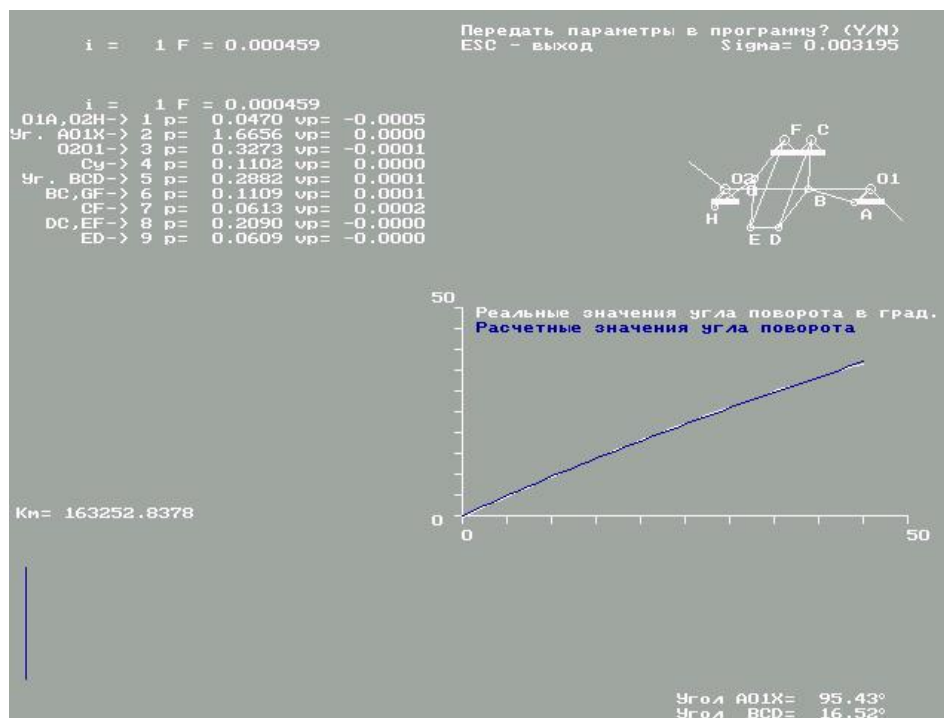 Передать параметры в программу? (Y/N)
i = 1 F = 0.000459
ESC - выход Sigma= 0.003195
i = 1 F = 0.000459
O1A,O2H-> 1 p= 0.0470 vp= -0.0005
Уг. AO1X-> 2 p= 1.6656 vp= 0.0000
O2O1-> 3 p= 0.3273 vp= -0.0001
Cy-> 4 p= 0.1102 vp= 0.0000
Уг. BCD-> 5 p= 0.2882 vp= 0.0001
BC,GF-> 6 p= 0.1109 vp= 0.0001
CF-> 7 p= 0.0613 vp= 0.0002
DC,EF-> 8 p= 0.2090 vp= -0.0000
ED-> 9 p= 0.0609 vp= -0.0000
F C
O2 O1
B
H A
E D
50
Реальные значения угла поворота в град.
Расчетные значения угла поворота
Км= 163252.8378
0
0 50
Угол AO1X= 95.43°
Угол BCD= 16.52°